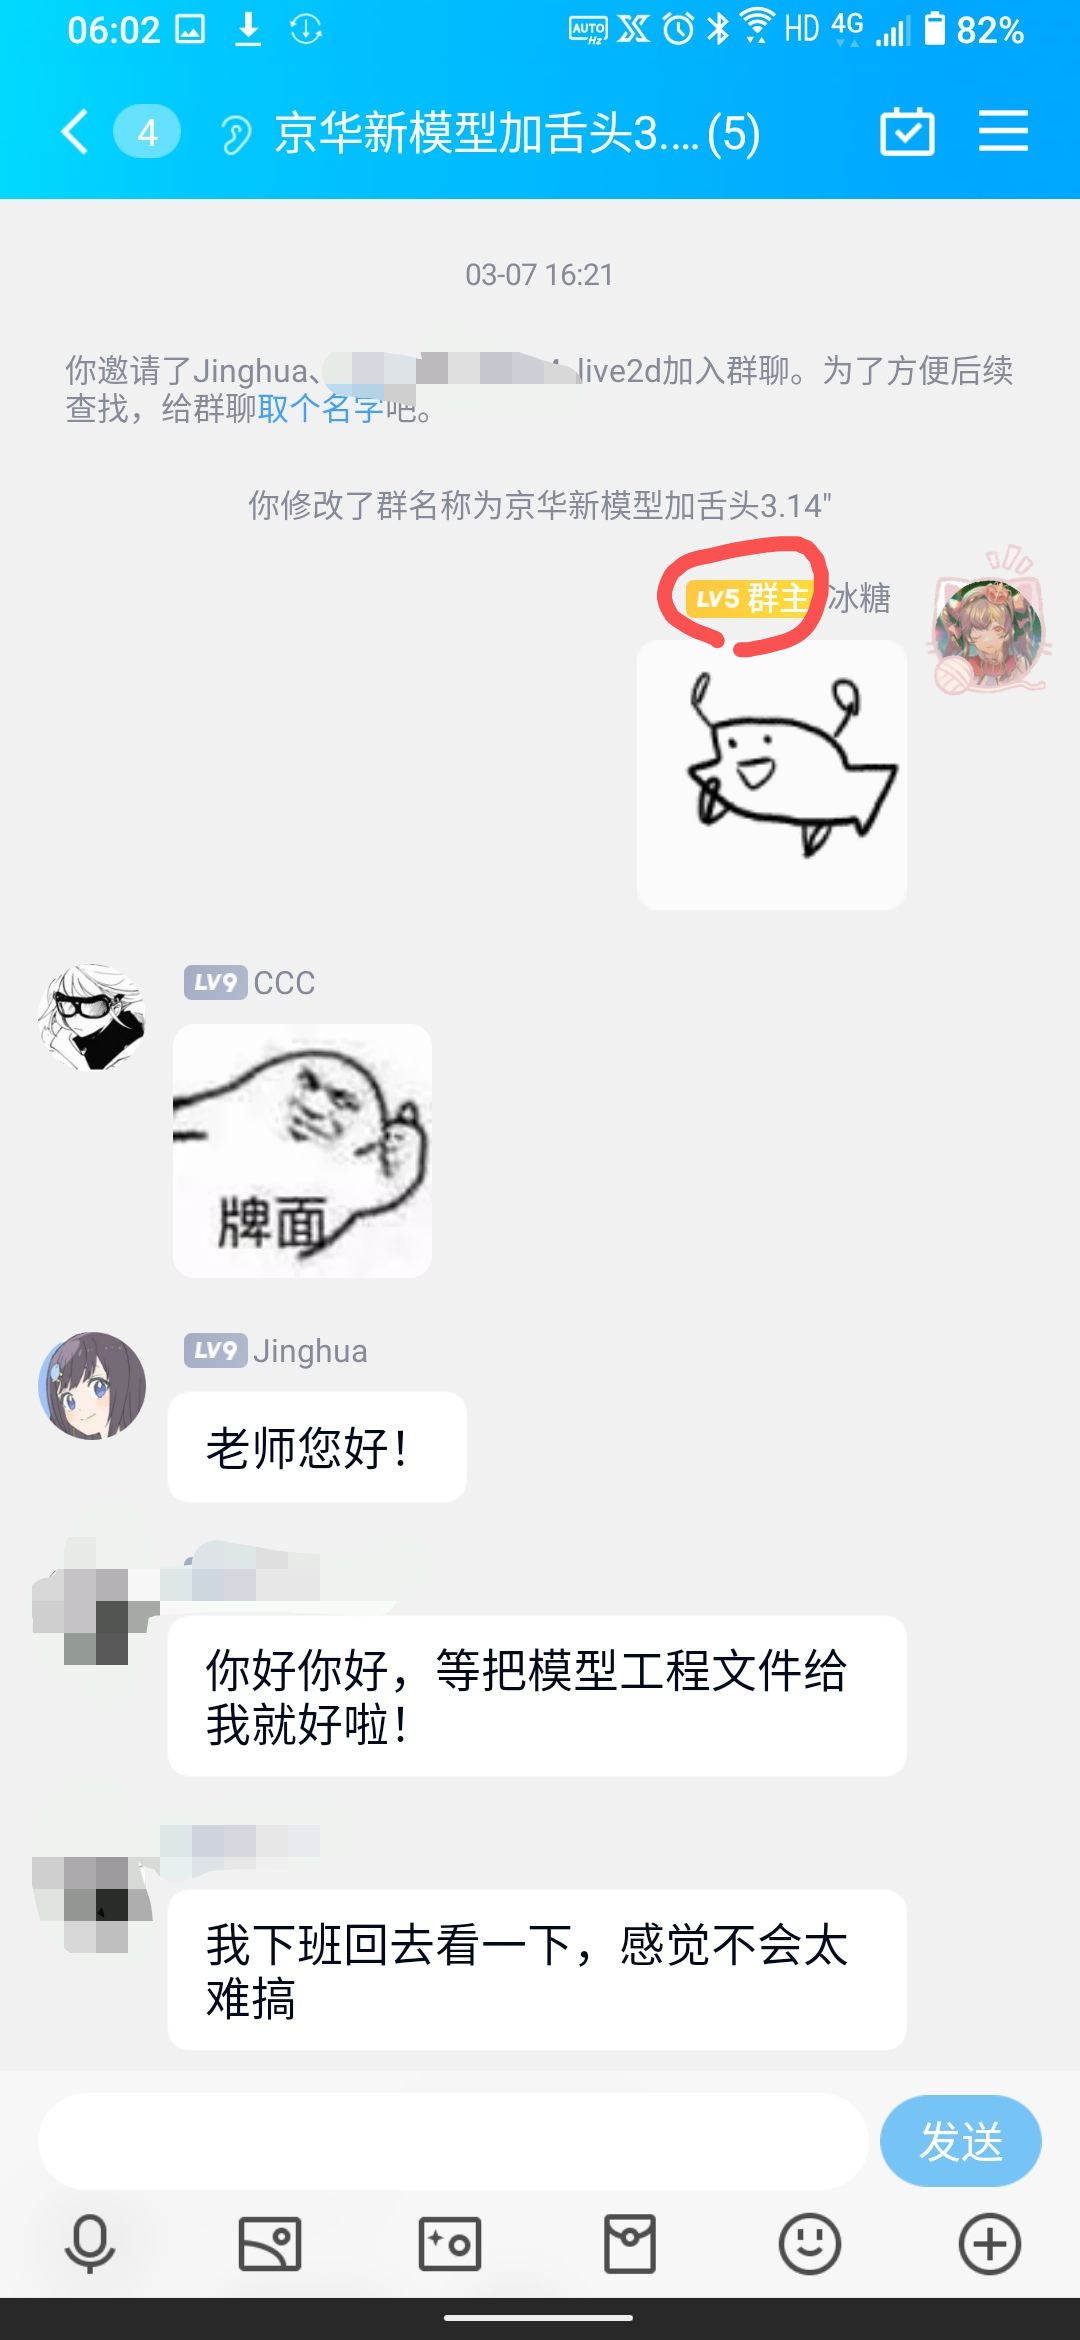 06:02 AUTO Hz HD 4G 82%
4 京华新模型加舌头3.... (5)
03-07 16:21
你邀请了Jinghua、live2d加入群聊。为了方便后续
查找，给群聊取个名字吧。
你修改了群名称为京华新模型加舌头3.14"
LV5 群主 冰糖
LV9 CCC
牌面
LV9 Jinghua
老师您好！
你好你好，等把模型工程文件给
我就好啦！
我下班回去看一下，感觉不会太
难搞
发送